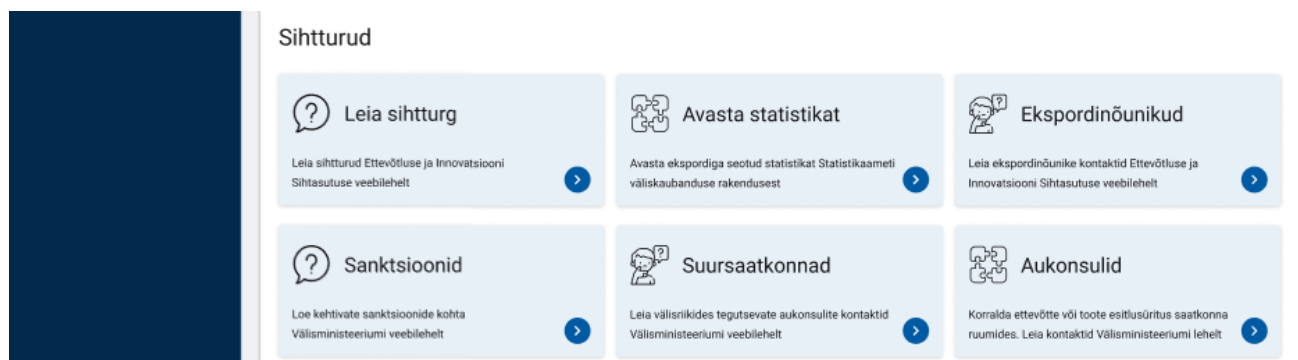 Sihtturud
Leia sihtturg
Leia sihtturud Ettevõtluse ja Innovatsiooni
Sihtasutuse veebilehelt
Avasta statistikat
Avasta ekspordiga seotud statistikat Statistikaameti
väliskaubanduse rakendusest
Ekspordinõunikud
Leia ekspordinõunike kontaktid Ettevõtluse ja
Innovatsiooni Sihtasutuse veebilehelt
Sanktsioonid
Loe kehtivate sanktsioonide kohta
Välisministeeriumi veebilehelt
Suursaatkonnad
Leia välisriikides tegutsevate aukonsulite kontaktid
Välisministeeriumi veebilehelt
Aukonsulid
Korralda ettevõtte või toote esitlusüritus saatkonna
ruumides. Leia kontaktid Välisministeeriumi lehelt